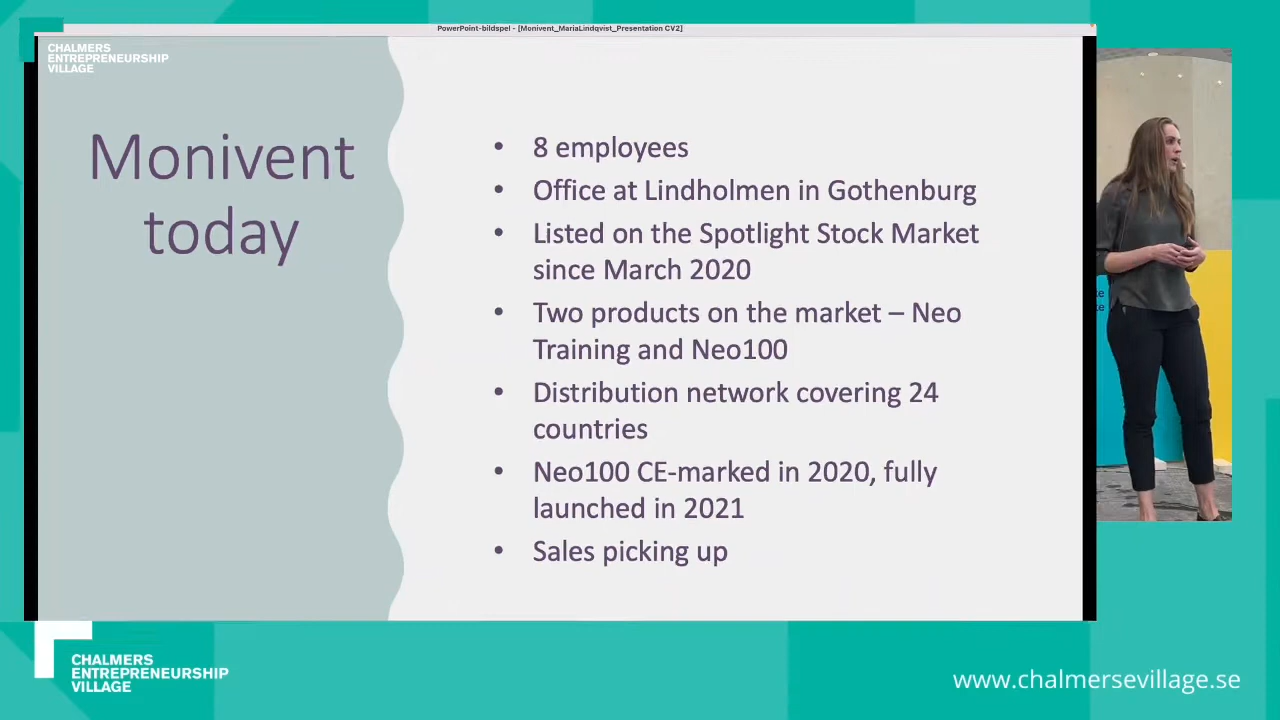 PowerPoint-bildspel - [Monivent_MariaLindqvist_Presentation CV2]
CHALMERS
ENTREPRENEURSHIP
VILLAGE
Monivent
today
• 8 employees
• Office at Lindholmen in Gothenburg
• Listed on the Spotlight Stock Market
since March 2020
• Two products on the market – Neo
Training and Neo100
• Distribution network covering 24
countries
• Neo100 CE-marked in 2020, fully
launched in 2021
• Sales picking up
CHALMERS
ENTREPRENEURSHIP
VILLAGE
www.chalmersevillage.se